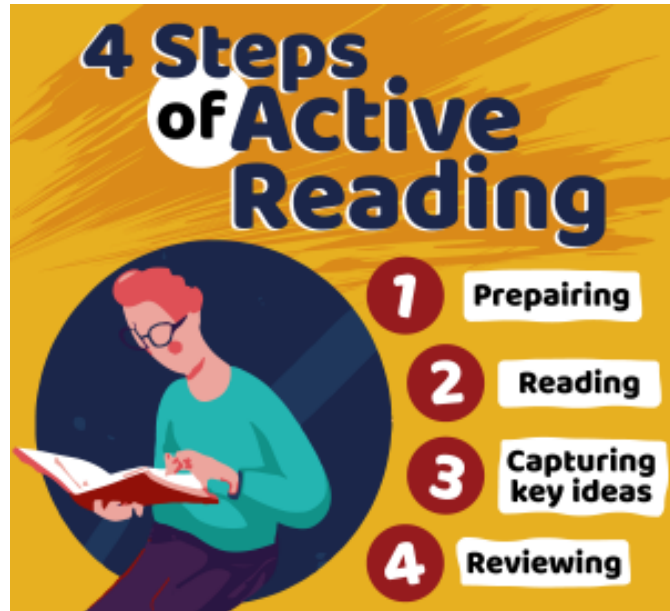 4 Steps
of Active
Reading
1 Prepairing
2 Reading
3 Capturing
key ideas
4 Reviewing